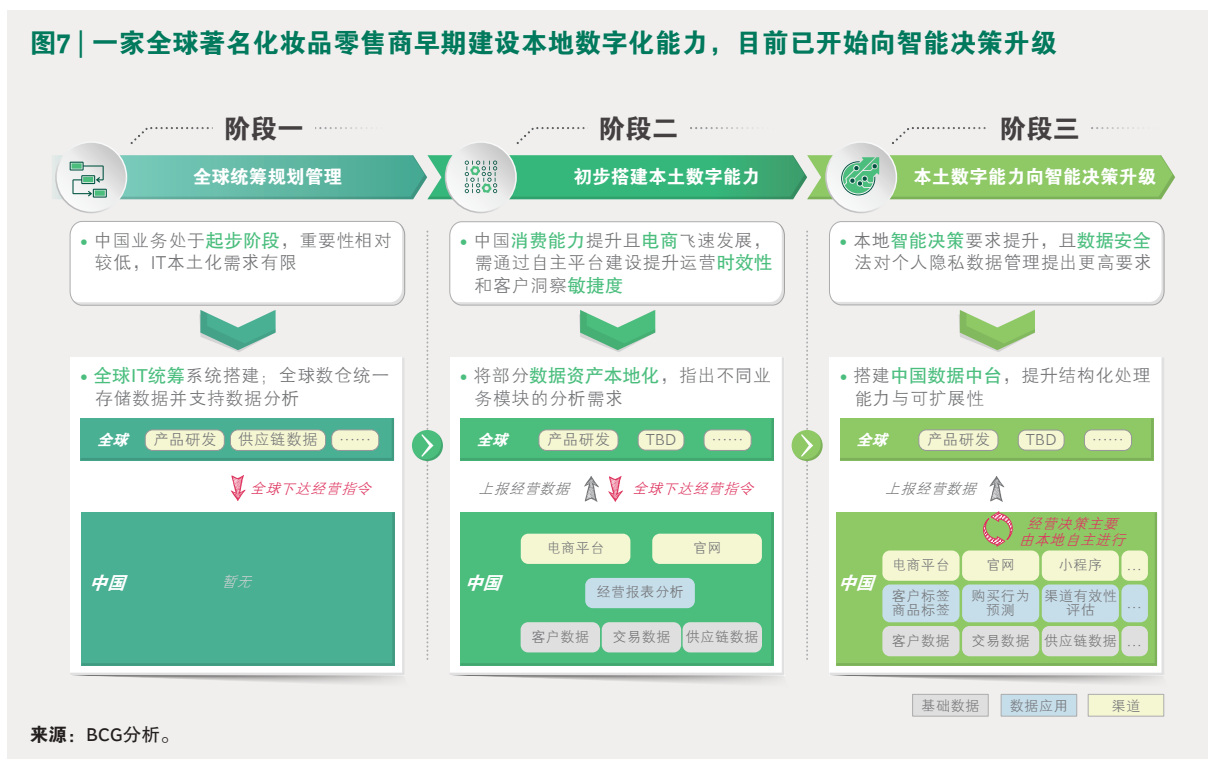 图7 | 一家全球著名化妆品零售商早期建设本地数字化能力，目前已开始向智能决策升级
阶段一
全球统筹规划管理
• 中国业务处于起步阶段，重要性相对
较低，IT本土化需求有限
• 全球IT统筹系统搭建；全球数仓统一
存储数据并支持数据分析
全球
产品研发
供应链数据
……
全球下达经营指令
中国
暂无
阶段二
初步搭建本土数字能力
• 中国消费能力提升且电商飞速发展，
需通过自主平台建设提升运营时效性
和客户洞察敏捷度
• 将部分数据资产本地化，指出不同业
务模块的分析需求
全球
产品研发
TBD
……
上报经营数据
全球下达经营指令
中国
电商平台
官网
经营报表分析
客户数据
交易数据
供应链数据
阶段三
本土数字能力向智能决策升级
• 本地智能决策要求提升，且数据安全
法对个人隐私数据管理提出更高要求
• 搭建中国数据中台，提升结构化处理
能力与可扩展性
全球
产品研发
TBD
……
上报经营数据
经营决策主要
由本地自主进行
中国
电商平台
官网
小程序
…
客户标签
商品标签
购买行为
预测
渠道有效性
评估
…
客户数据
交易数据
供应链数据
…
基础数据
数据应用
渠道
来源：BCG分析。